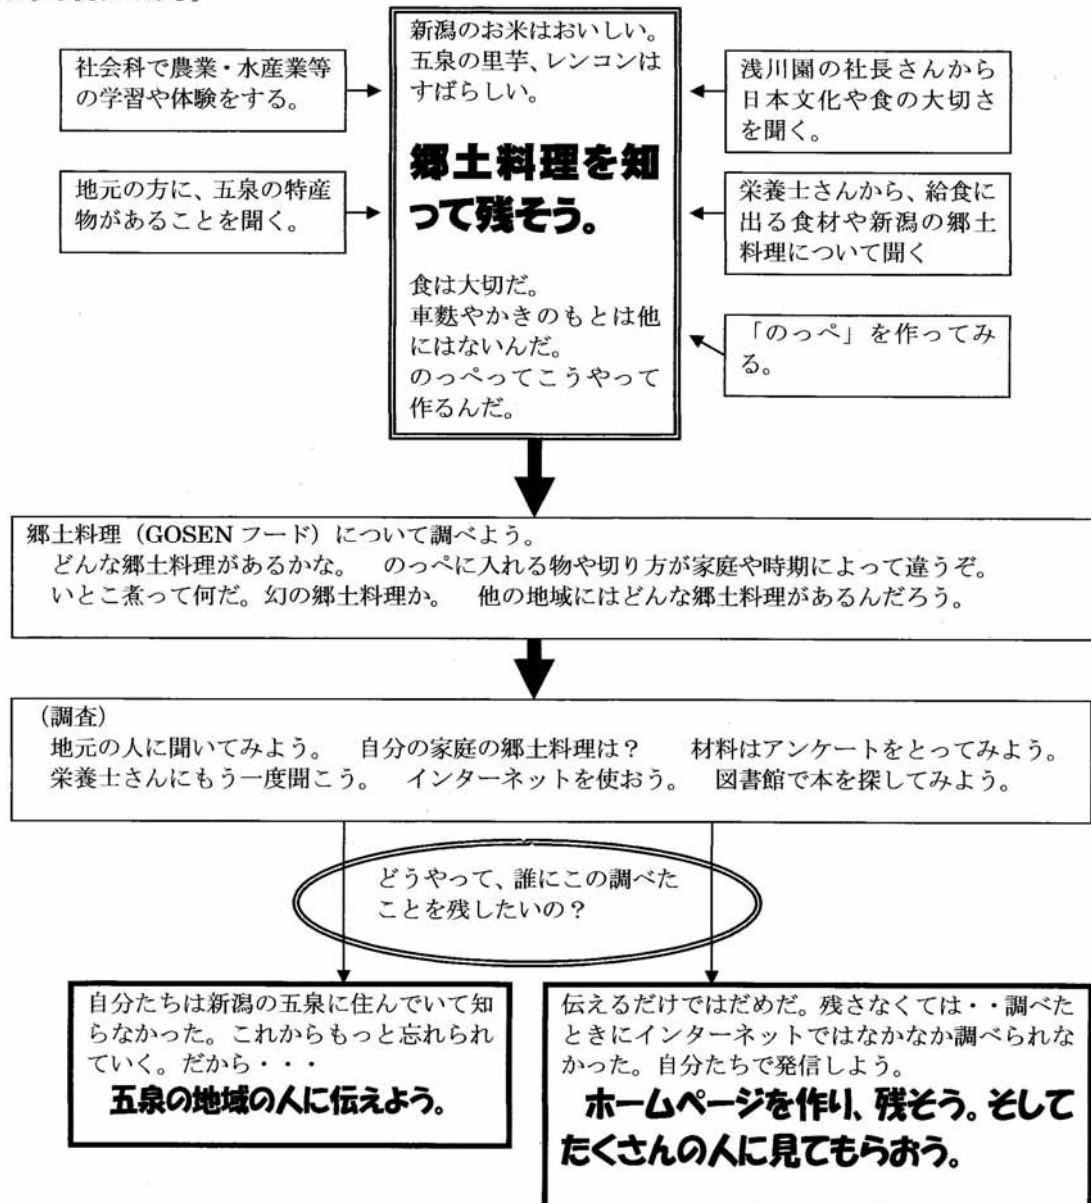 社会科で農業・水産業等
の学習や体験をする。
地元の方に、五泉の特産
物があることを聞く。
新潟のお米はおいしい。
五泉の里芋、レンコンは
すばらしい。
郷土料理を知
って残そう。
食は大切だ。
車麩やかきのもとは他
にはないんだ。
のっぺってこうやって
作るんだ。
浅川園の社長さんから
日本文化や食の大切さ
を聞く。
栄養士さんから、給食に
出る食材や新潟の郷土
料理について聞く
「のっぺ」を作ってみ
る。
郷土料理（GOSENフード）について調べよう。
どんな郷土料理があるかな。　のっぺに入れる物や切り方が家庭や時期によって違うぞ。
いとこ煮って何だ。幻の郷土料理か。　他の地域にはどんな郷土料理があるんだろう。
（調査）
地元の人に聞いてみよう。　自分の家庭の郷土料理は？　材料はアンケートをとってみよう。
栄養士さんにもう一度聞こう。　インターネットを使おう。　図書館で本を探してみよう。
どうやって、誰にこの調べた
ことを残したいの？
自分たちは新潟の五泉に住んでいて知
らなかった。これからもっと忘れられ
ていく。だから・・・
五泉の地域の人に伝えよう。
伝えるだけではだめだ。残さなくては・・調べた
ときにインターネットではなかなか調べられな
かった。自分たちで発信しよう。
ホームページを作り、残そう。そして
たくさんの人に見てもらおう。